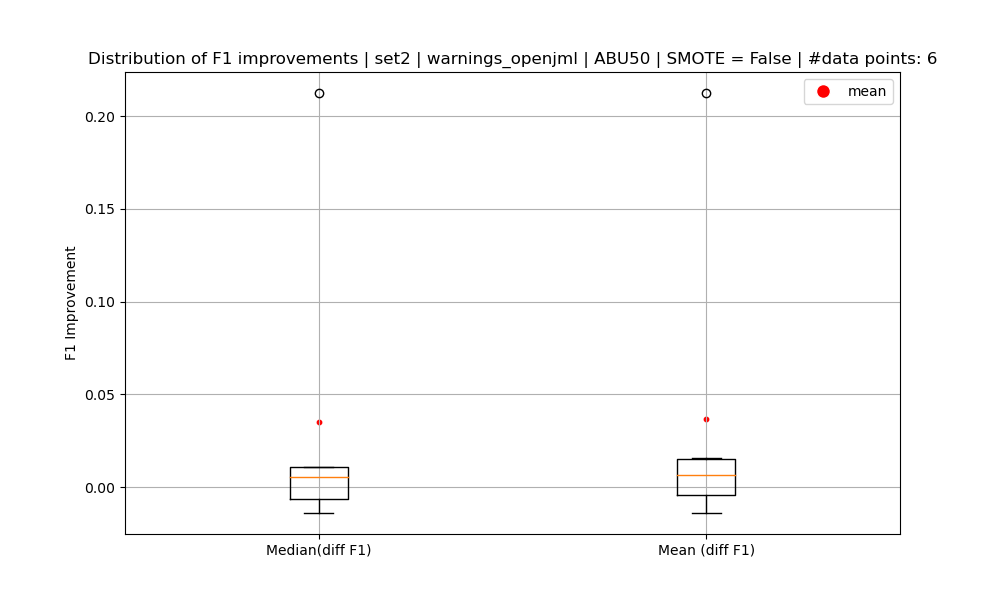 Distribution of F1 improvements | set2 | warnings_openjml | ABU50 | SMOTE = False | #data points: 6
mean
0.20
0.15
0.10
0.05
0.00
F1 Improvement
Median(diff F1)
Mean (diff F1)